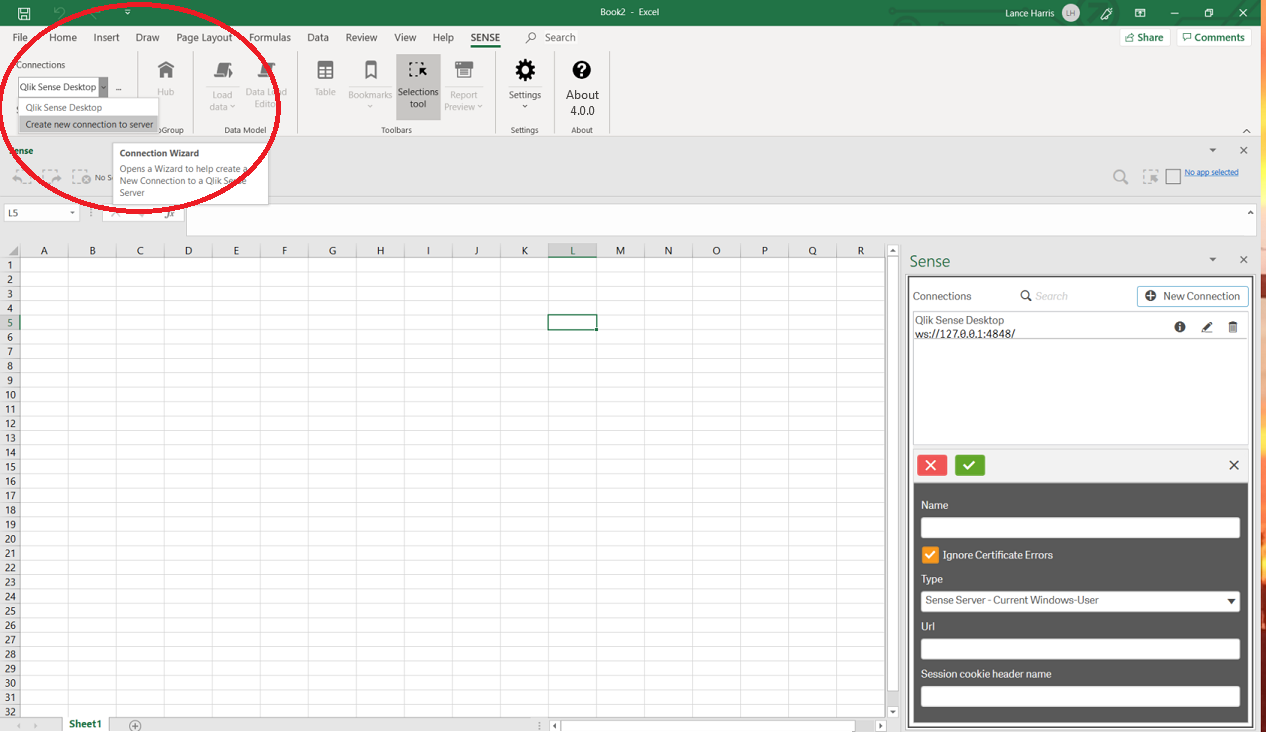 Book2 - Excel
Lance Harris LH
File Home Insert Draw Page Layout Formulas Data Review View Help SENSE Search Share Comments
Connections
Qlik Sense Desktop ...
Qlik Sense Desktop
Create new connection to server
Hub
Load data
Data Load
Editor
Data Model
Table
Bookmarks
Selections tool
Report Preview
Toolbars
Settings
Settings
About
4.0.0
About
Connection Wizard
Opens a Wizard to help create a
New Connection to a Qlik Sense
Server
No app selected
L5
fx
A B C D E F G H I J K L M N O P Q R
1
2
3
4
5
6
7
8
9
10
11
12
13
14
15
16
17
18
19
20
21
22
23
24
25
26
27
28
29
30
31
32
Sheet1
Sense
Connections Search New Connection
Qlik Sense Desktop
ws://127.0.0.1:4848/
Name
Ignore Certificate Errors
Type
Sense Server - Current Windows-User
Url
Session cookie header name